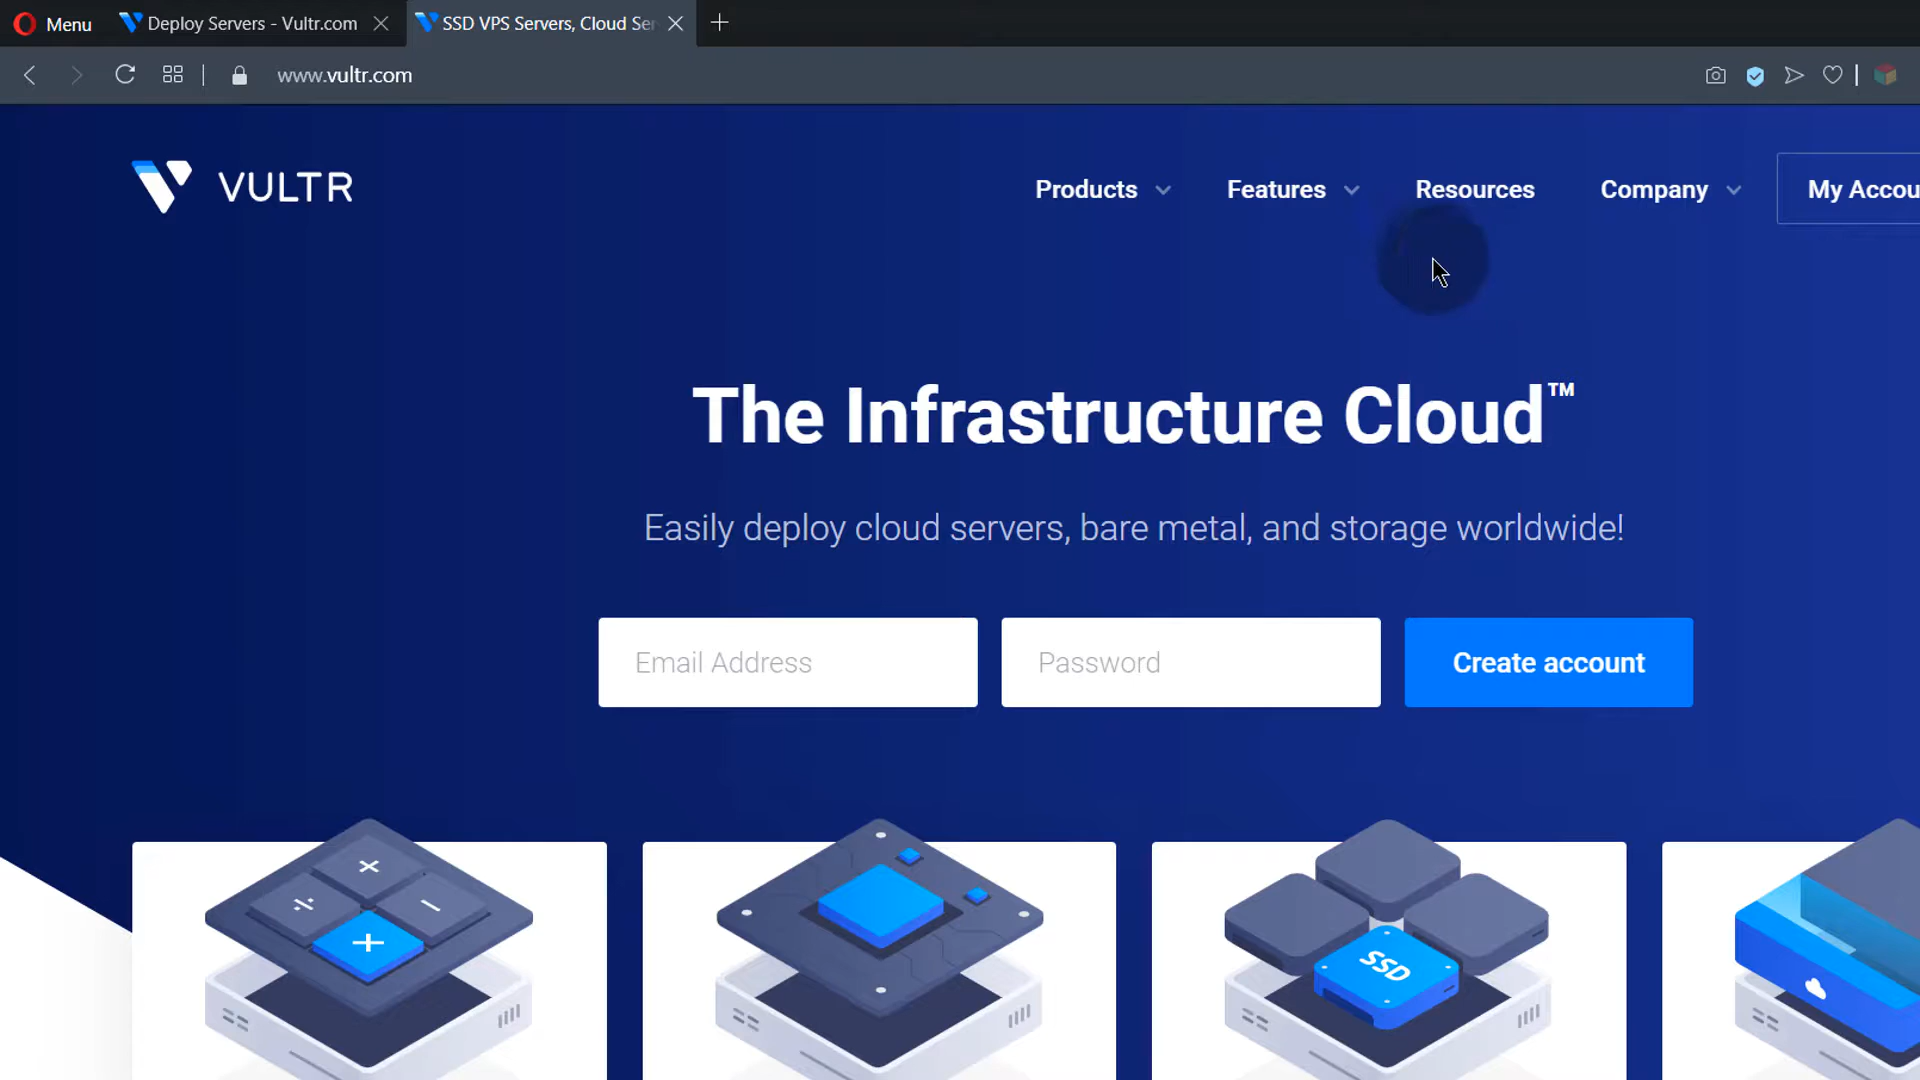 Menu
Deploy Servers - Vultr.com
SSD VPS Servers, Cloud Ser
www.vultr.com
VULTR
Products
Features
Resources
Company
My Accou
The Infrastructure Cloud™
Easily deploy cloud servers, bare metal, and storage worldwide!
Email Address
Password
Create account
SSD